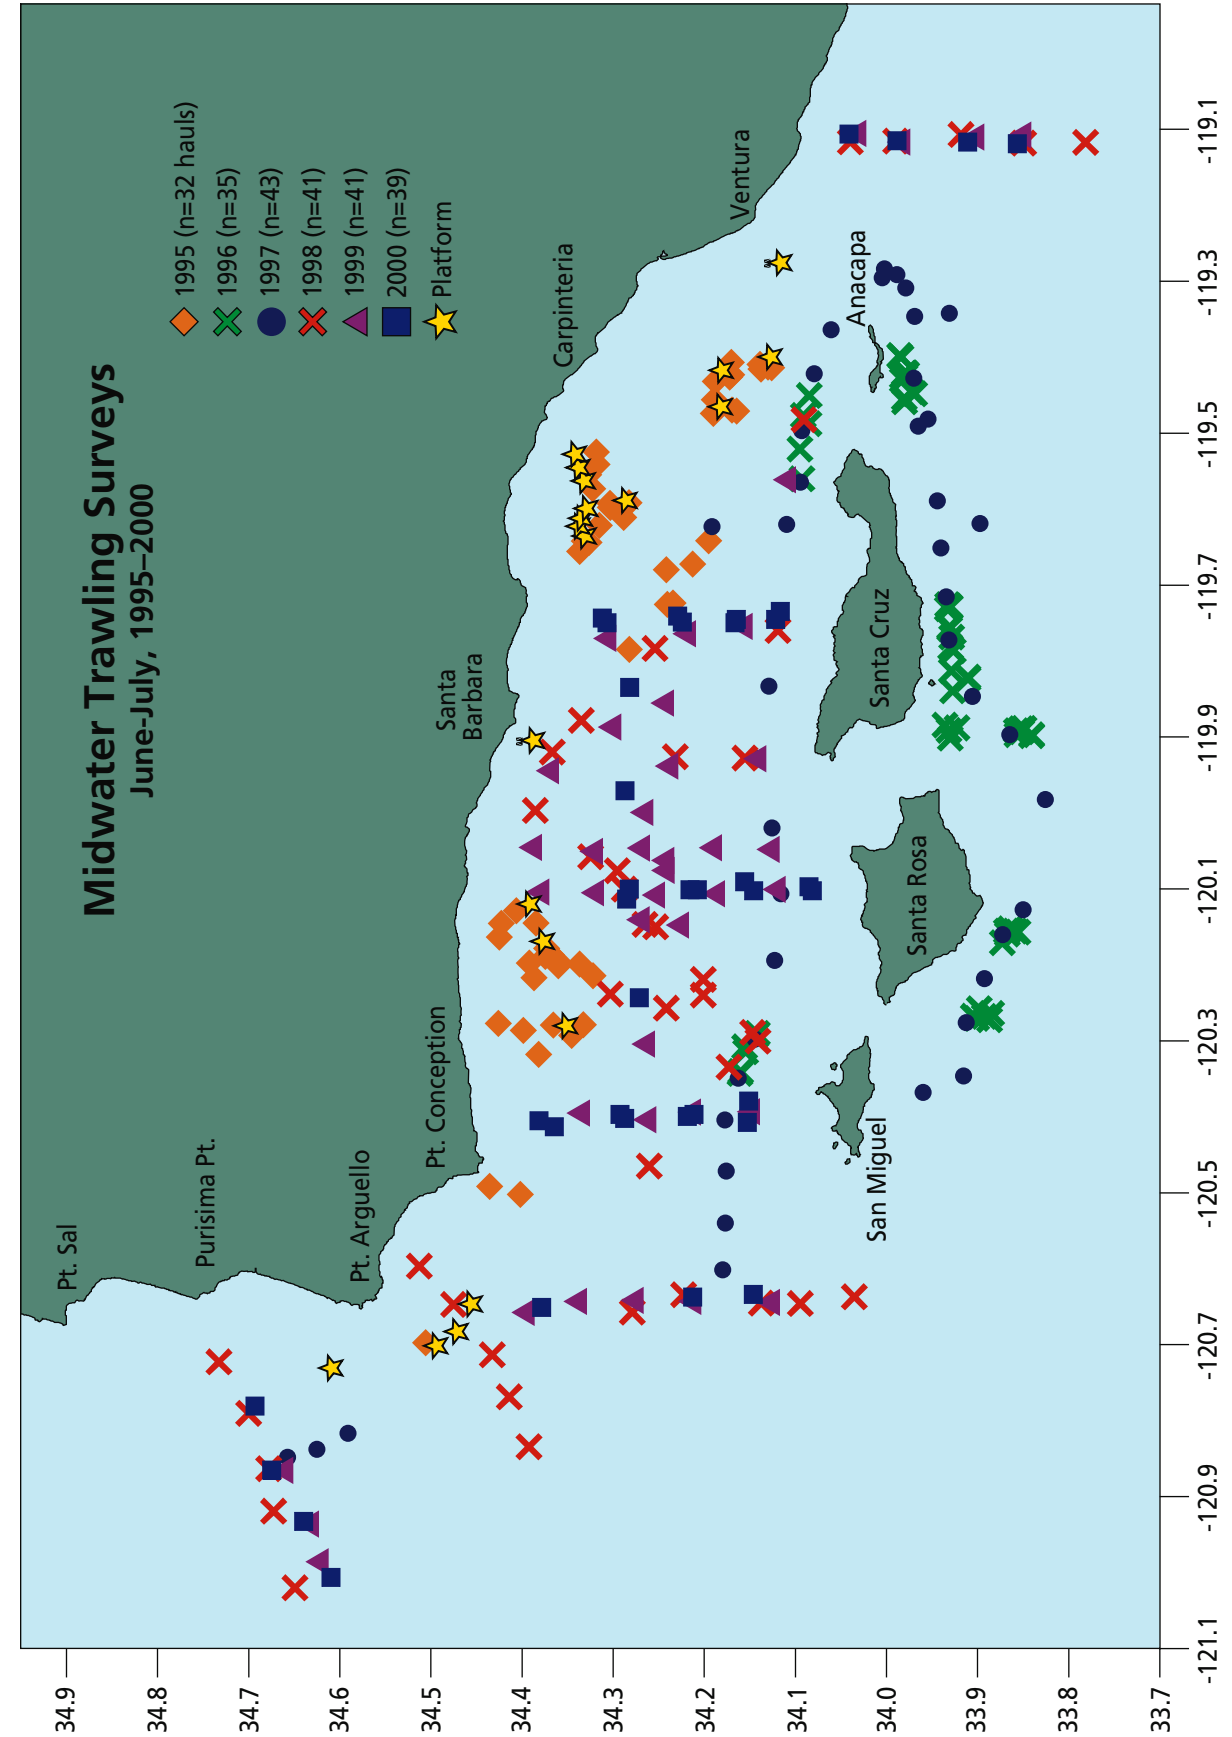 Midwater Trawling Surveys
June-July, 1995–2000
1995 (n=32 hauls)
1996 (n=35)
1997 (n=43)
1998 (n=41)
1999 (n=41)
2000 (n=39)
Platform
Pt. Sal
Purisima Pt.
Pt. Arguello
Pt. Conception
Santa
Barbara
Carpinteria
Ventura
San Miguel
Santa Rosa
Santa Cruz
Anacapa
34.9
34.8
34.7
34.6
34.5
34.4
34.3
34.2
34.1
34.0
33.9
33.8
33.7
-121.1
-120.9
-120.7
-120.5
-120.3
-120.1
-119.9
-119.7
-119.5
-119.3
-119.1